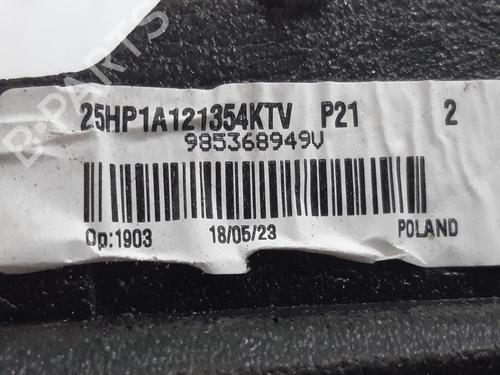 B-PARTS
25HP1A121354KTV P21 2
985368949V
Op:1903 18/05/23 POLAND